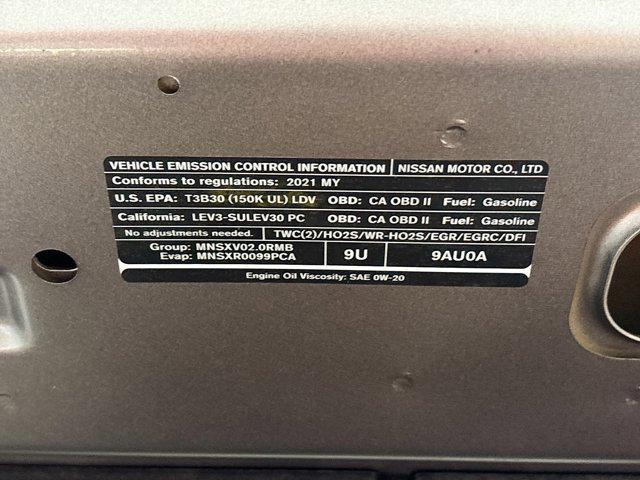 VEHICLE EMISSION CONTROL INFORMATION NISSAN MOTOR CO., LTD
Conforms to regulations: 2021 MY
U.S. EPA: T3B30 (150K UL) LDV OBD: CA OBD II Fuel: Gasoline
California: LEV3-SULEV30 PC OBD: CA OBD II Fuel: Gasoline
No adjustments needed. TWC(2)/HO2S/WR-HO2S/EGR/EGRC/DFI
Group: MNSXV02.0RMB
Evap: MNSXR0099PCA
9U 9AU0A
Engine Oil Viscosity: SAE 0W-20